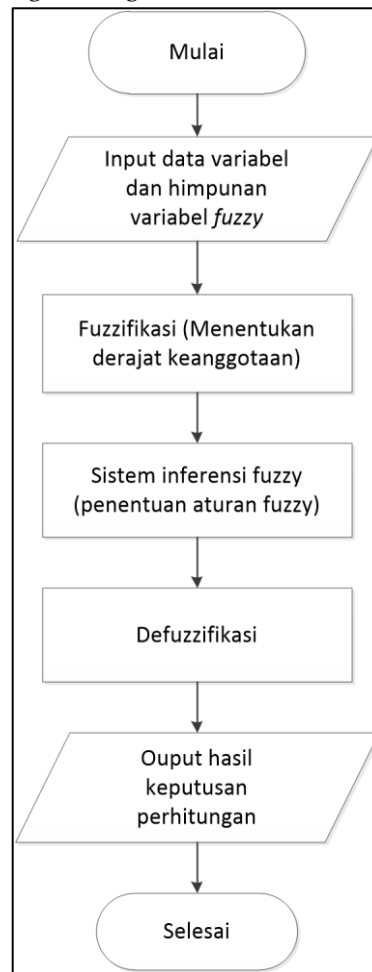 Mulai
Input data variabel
dan himpunan
variabel fuzzy
Fuzzifikasi (Menentukan
derajat keanggotaan)
Sistem inferensi fuzzy
(penentuan aturan fuzzy)
Defuzzifikasi
Ouput hasil
keputusan
perhitungan
Selesai